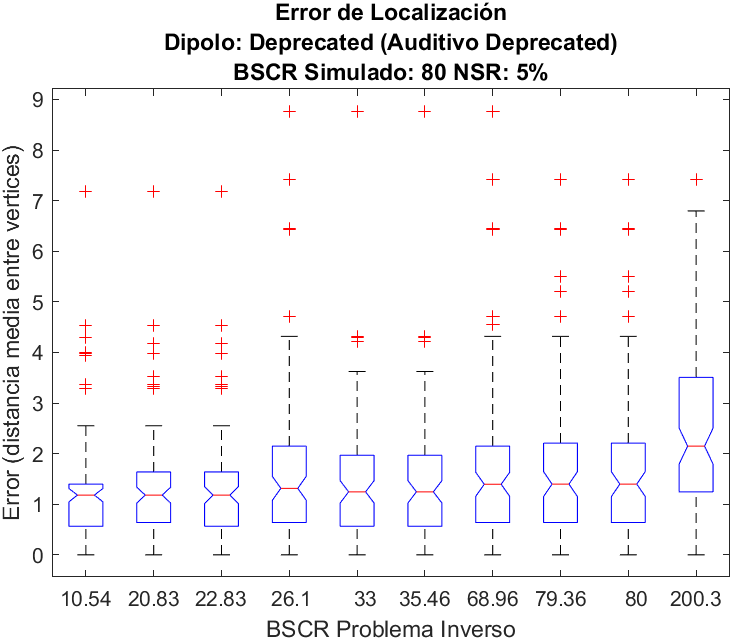 Error de Localización
Dipolo: Deprecated (Auditivo Deprecated)
BSCR Simulado: 80 NSR: 5%
Error (distancia media entre vertices)
9
8
7
6
5
4
3
2
1
0
10.54 20.83 22.83 26.1 33 35.46 68.96 79.36 80 200.3
BSCR Problema Inverso